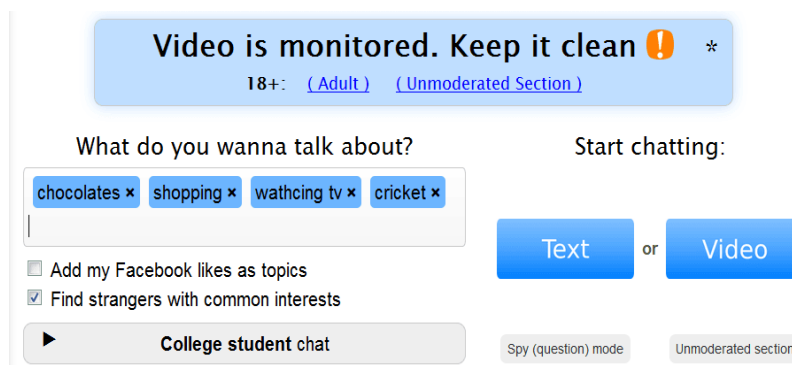 Video is monitored. Keep it clean ! *
18+: ( Adult ) ( Unmoderated Section )
What do you wanna talk about?
chocolates × shopping × wathcing tv × cricket ×
Add my Facebook likes as topics
Find strangers with common interests
College student chat
Start chatting:
Text or Video
Spy (question) mode Unmoderated section